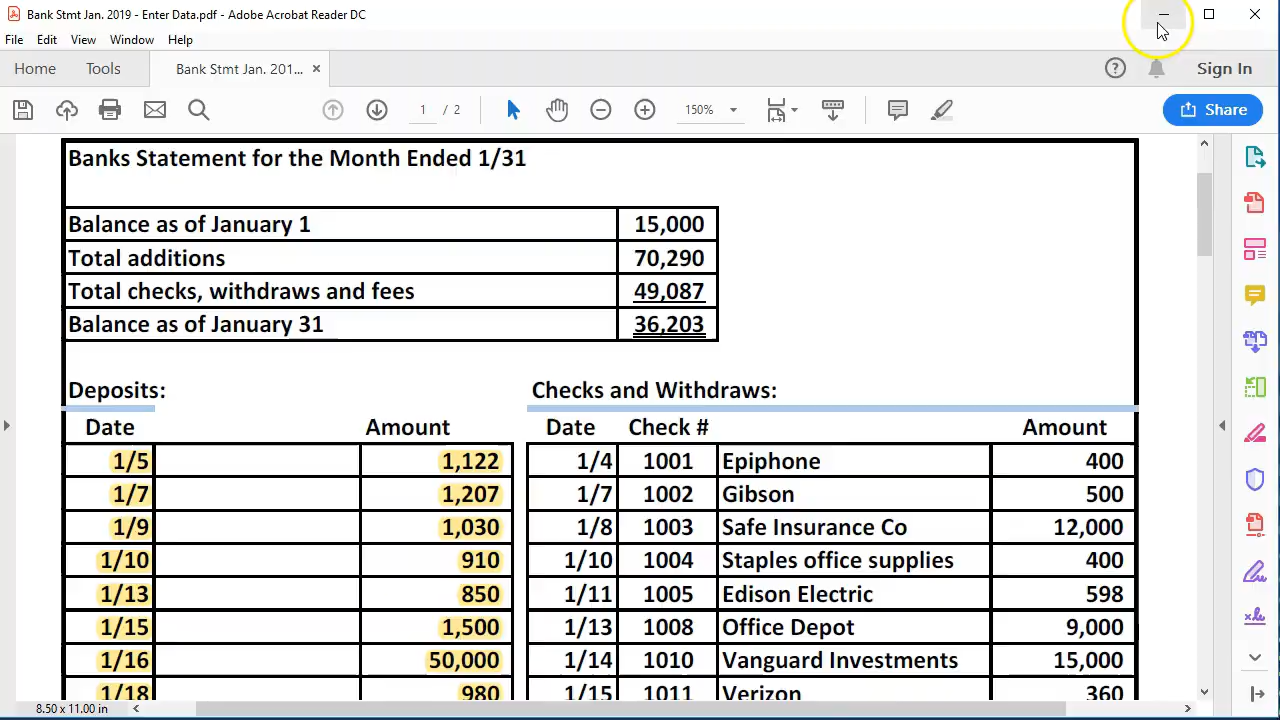 Bank Stmt Jan. 2019 - Enter Data.pdf - Adobe Acrobat Reader DC
File Edit View Window Help
Home Tools Bank Stmt Jan. 201... × Sign In
1 / 2 150% Share
Banks Statement for the Month Ended 1/31
Balance as of January 1 15,000
Total additions 70,290
Total checks, withdraws and fees 49,087
Balance as of January 31 36,203
Deposits: Checks and Withdraws:
Date Amount Date Check # Amount
1/5 1,122 1/4 1001 Epiphone 400
1/7 1,207 1/7 1002 Gibson 500
1/9 1,030 1/8 1003 Safe Insurance Co 12,000
1/10 910 1/10 1004 Staples office supplies 400
1/13 850 1/11 1005 Edison Electric 598
1/15 1,500 1/13 1008 Office Depot 9,000
1/16 50,000 1/14 1010 Vanguard Investments 15,000
1/18 980 1/15 1011 Verizon 360
8.50 x 11.00 in